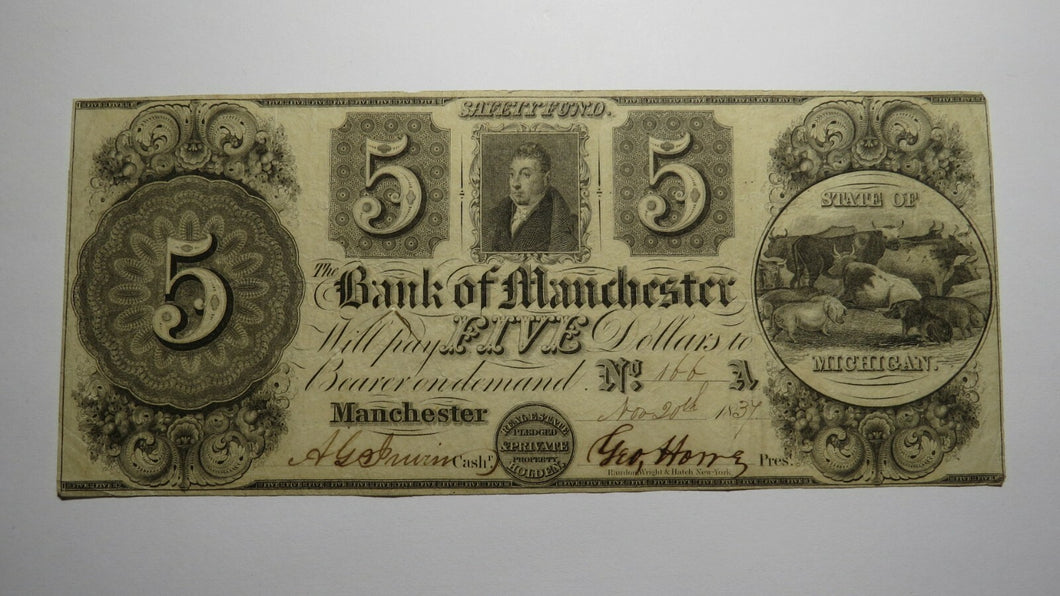 SAFETY FUND.
5 5
5
STATE OF
MICHIGAN.
The Bank of Manchester
Will pay FIVE Dollars to
Bearer on demand. No. 166 A
Manchester Nov 20th 1837
REAL ESTATE
PLEDGED
& PRIVATE
PROPERTY
HOLDEN.
A G Irwin Cashr. Geo Howe Pres.
Rawdon, Wright & Hatch New-York